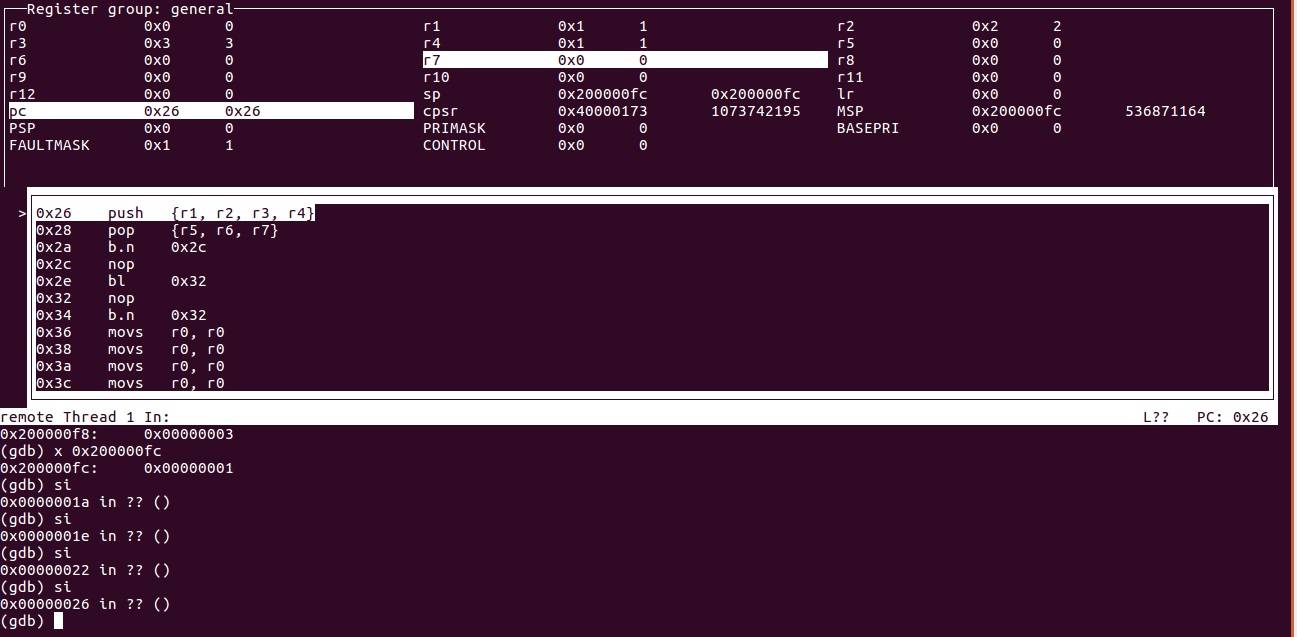 Register group: general
r0 0x0 0 r1 0x1 1 r2 0x2 2
r3 0x3 3 r4 0x1 1 r5 0x0 0
r6 0x0 0 r7 0x0 0 r8 0x0 0
r9 0x0 0 r10 0x0 0 r11 0x0 0
r12 0x0 0 sp 0x200000fc 0x200000fc lr 0x0 0
pc 0x26 0x26 cpsr 0x40000173 1073742195 MSP 0x200000fc 536871164
PSP 0x0 0 PRIMASK 0x0 0 BASEPRI 0x0 0
FAULTMASK 0x1 1 CONTROL 0x0 0
> 0x26 push {r1, r2, r3, r4}
0x28 pop {r5, r6, r7}
0x2a b.n 0x2c
0x2c nop
0x2e bl 0x32
0x32 nop
0x34 b.n 0x32
0x36 movs r0, r0
0x38 movs r0, r0
0x3a movs r0, r0
0x3c movs r0, r0
remote Thread 1 In: L?? PC: 0x26
0x200000f8: 0x00000003
(gdb) x 0x200000fc
0x200000fc: 0x00000001
(gdb) si
0x0000001a in ?? ()
(gdb) si
0x0000001e in ?? ()
(gdb) si
0x00000022 in ?? ()
(gdb) si
0x00000026 in ?? ()
(gdb)